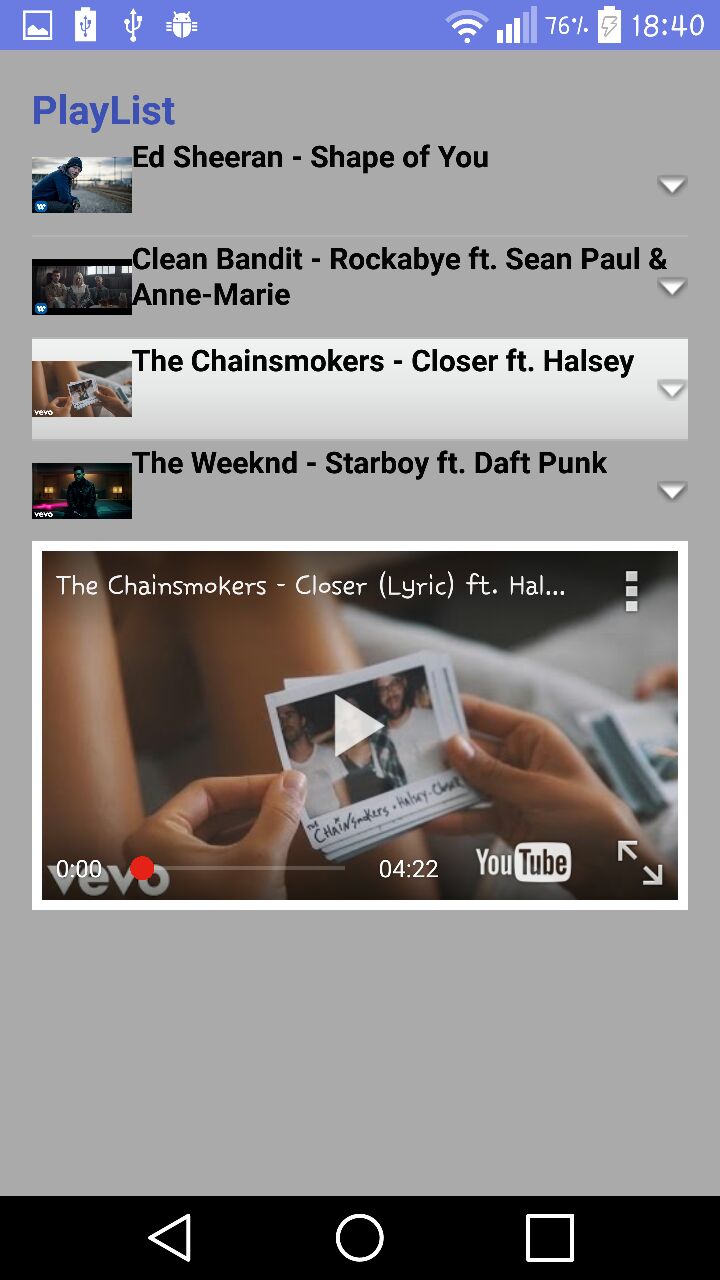 76% 18:40
PlayList
Ed Sheeran - Shape of You
Clean Bandit - Rockabye ft. Sean Paul &
Anne-Marie
The Chainsmokers - Closer ft. Halsey
vevo
The Weeknd - Starboy ft. Daft Punk
vevo
The Chainsmokers - Closer (Lyric) ft. Hal...
THE CHAINSMOKERS . HALSEY - CLOSER
0:00 04:22 YouTube
vevo